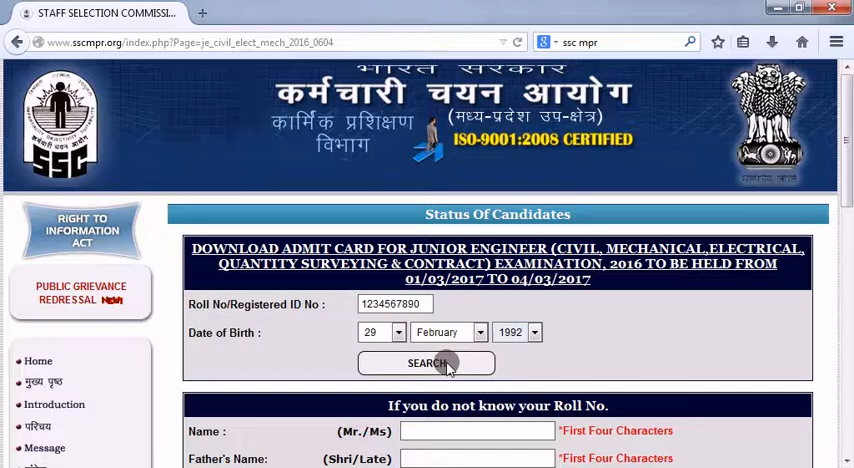 STAFF SELECTION COMMISSI...
www.sscmpr.org/index.php?Page=je_civil_elect_mech_2016_0604
ssc mpr
भारत सरकार
कर्मचारी चयन आयोग
कार्मिक प्रशिक्षण
विभाग
(मध्य-प्रदेश उप-क्षेत्र)
ISO-9001:2008 CERTIFIED
SSC
RIGHT TO
INFORMATION
ACT
PUBLIC GRIEVANCE
REDRESSAL NEW!
Home
मुख्य पृष्ठ
Introduction
परिचय
Message
Status Of Candidates
DOWNLOAD ADMIT CARD FOR JUNIOR ENGINEER (CIVIL, MECHANICAL,ELECTRICAL,
QUANTITY SURVEYING & CONTRACT) EXAMINATION, 2016 TO BE HELD FROM
01/03/2017 TO 04/03/2017
Roll No/Registered ID No : 1234567890
Date of Birth : 29 February 1992
SEARCH
If you do not know your Roll No.
Name : (Mr./Ms) *First Four Characters
Father's Name: (Shri/Late) *First Four Characters